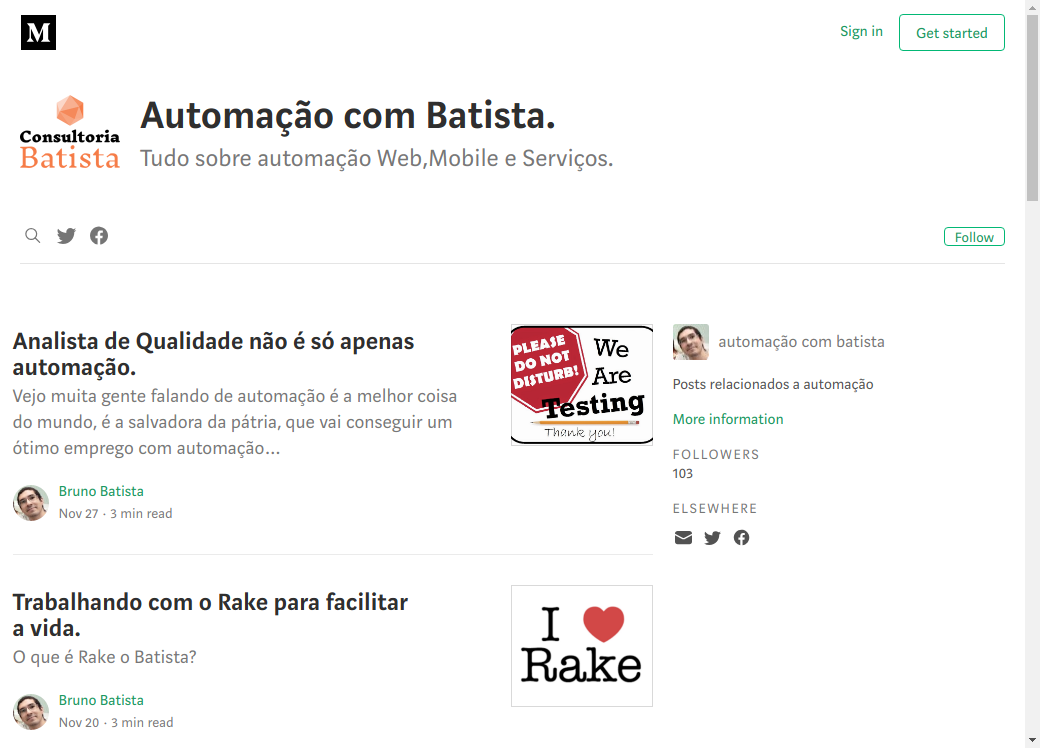 M
Sign in
Get started
Consultoria
Batista
Automação com Batista.
Tudo sobre automação Web,Mobile e Serviços.
Follow
Analista de Qualidade não é só apenas
automação.
Vejo muita gente falando de automação é a melhor coisa
do mundo, é a salvadora da pátria, que vai conseguir um
ótimo emprego com automação…
Bruno Batista
Nov 27 · 3 min read
PLEASE
DO NOT
DISTURB!
We
Are
Testing
Thank you!
automação com batista
Posts relacionados a automação
More information
FOLLOWERS
103
ELSEWHERE
Trabalhando com o Rake para facilitar
a vida.
O que é Rake o Batista?
Bruno Batista
Nov 20 · 3 min read
I
Rake